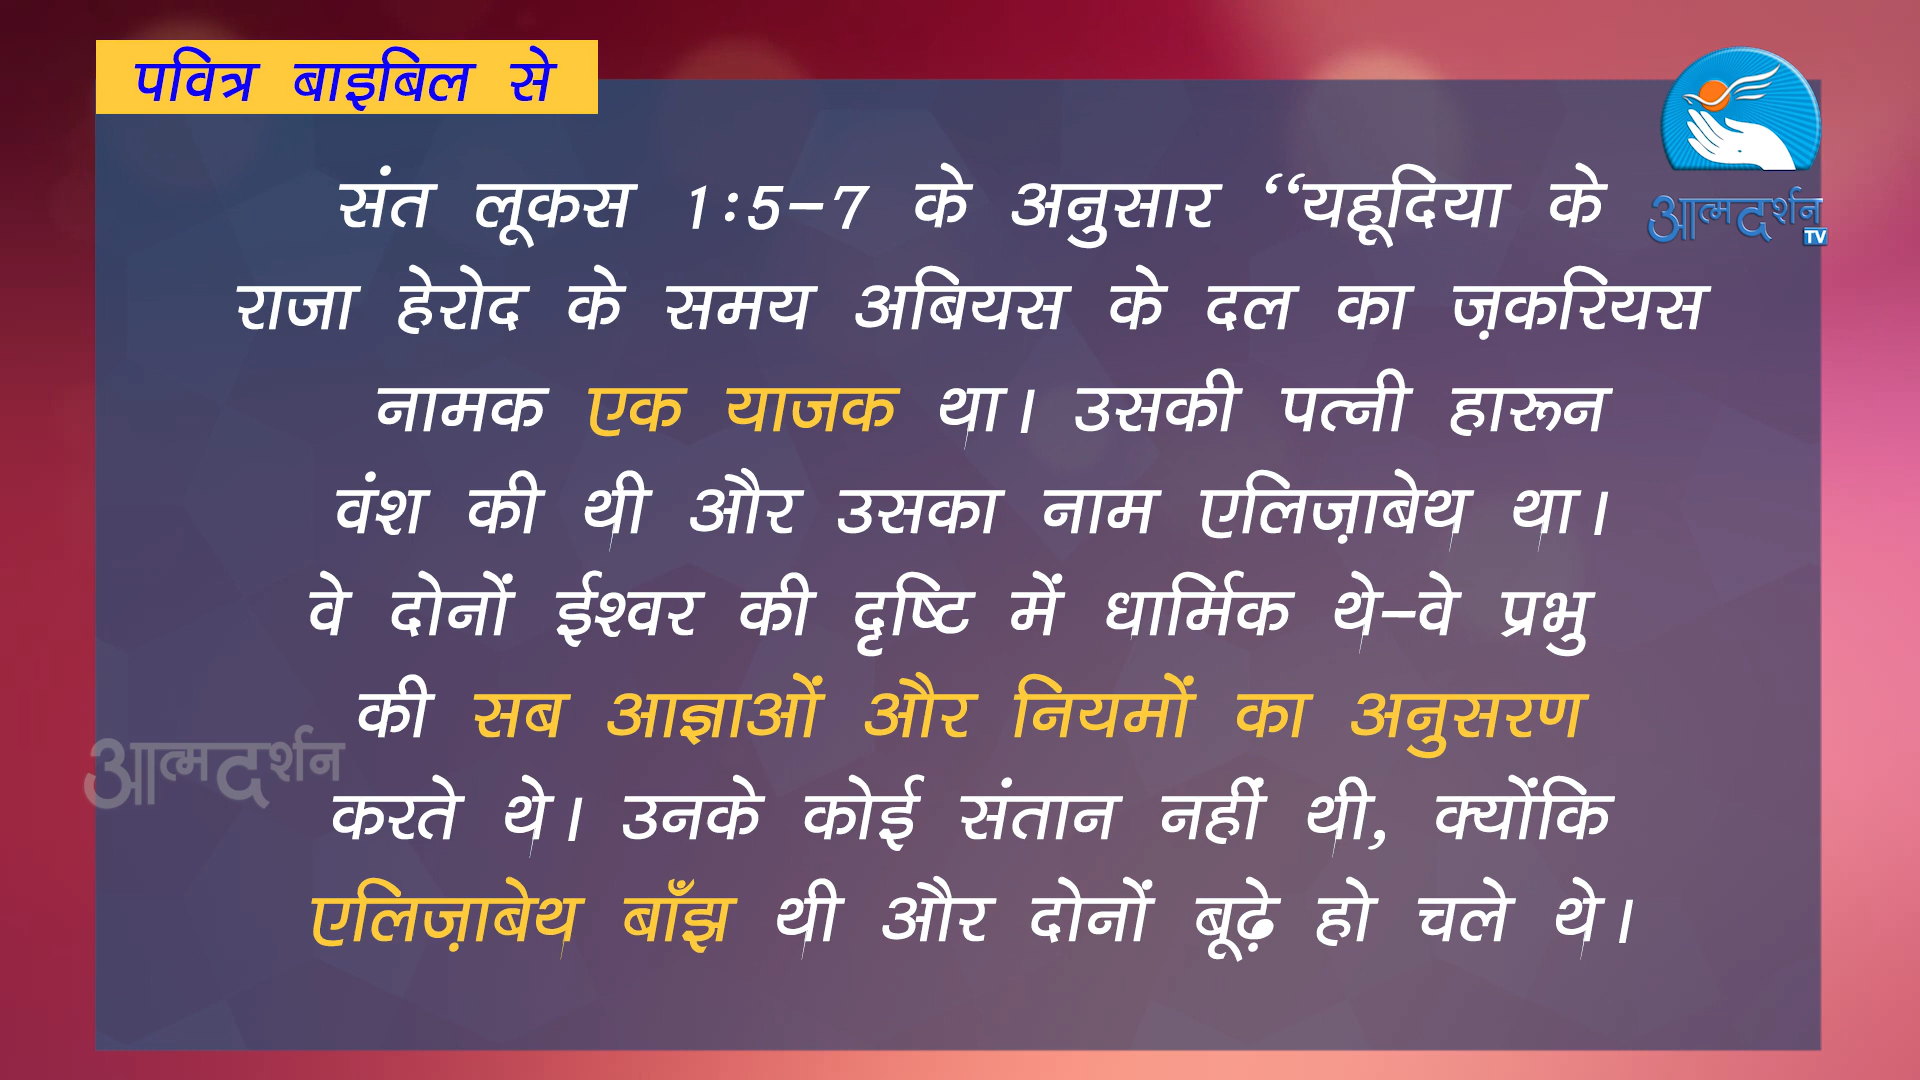 पवित्र बाइबिल से
संत लूकस 1:5-7 के अनुसार ‘‘यहूदिया के
राजा हेरोद के समय अबियस के दल का ज़करियस
नामक एक याजक था। उसकी पत्नी हारून
वंश की थी और उसका नाम एलिज़ाबेथ था।
वे दोनों ईश्वर की दृष्टि में धार्मिक थे-वे प्रभु
की सब आज्ञाओं और नियमों का अनुसरण
करते थे। उनके कोई संतान नहीं थी, क्योंकि
एलिज़ाबेथ बाँझ थी और दोनों बूढ़े हो चले थे।
आत्मदर्शन
TV
आत्मदर्शन